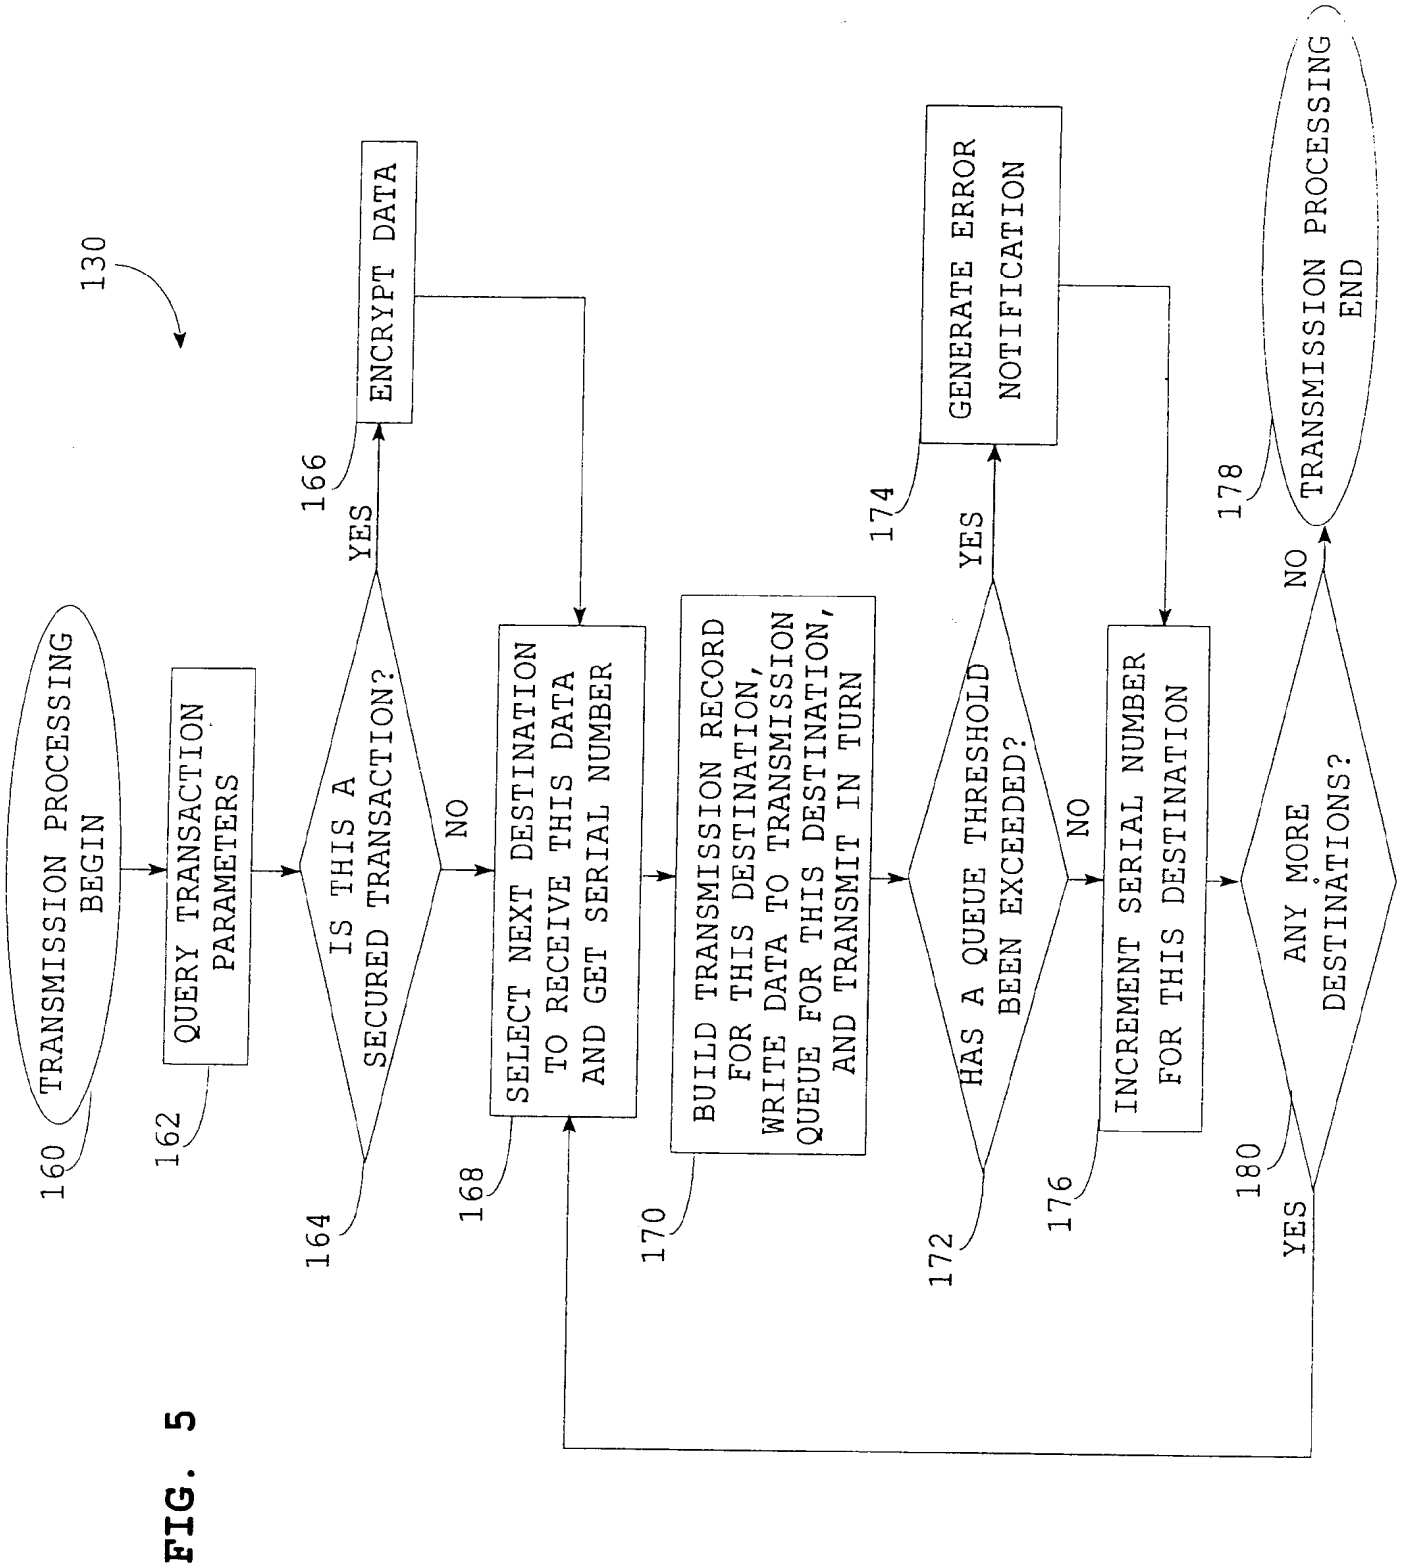 FIG. 5
130
TRANSMISSION PROCESSING
BEGIN
160
QUERY TRANSACTION
PARAMETERS
162
IS THIS A
SECURED TRANSACTION?
164
YES
NO
166
ENCRYPT DATA
SELECT NEXT DESTINATION
TO RECEIVE THIS DATA
AND GET SERIAL NUMBER
168
BUILD TRANSMISSION RECORD
FOR THIS DESTINATION,
WRITE DATA TO TRANSMISSION
QUEUE FOR THIS DESTINATION,
AND TRANSMIT IN TURN
170
HAS A QUEUE THRESHOLD
BEEN EXCEEDED?
172
YES
NO
174
GENERATE ERROR
NOTIFICATION
INCREMENT SERIAL NUMBER
FOR THIS DESTINATION
176
ANY MORE
DESTINATIONS?
180
YES
NO
178
TRANSMISSION PROCESSING
END